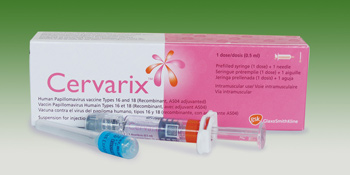 Cervarix™
Human Papillomavirus vaccine Types 16 and 18 (Recombinant, AS04 adjuvanted)
Vaccin Papillomavirus Humain Types 16 et 18 (Recombinant, avec adjuvant AS04)
Vacuna contra el virus del papiloma humano, tipos 16 y 18 (recombinante, con
Suspension for injection
1 dose/dosis (0.5 ml)
Prefilled syringe (1 dose) + 1 needle
Seringue préremplie (1 dose) + 1 aiguille
Jeringa precargada (1 dosis) + 1 aguja
Intramuscular use/Voie intramusculaire
Vía intramuscular
gsk GlaxoSmithKline